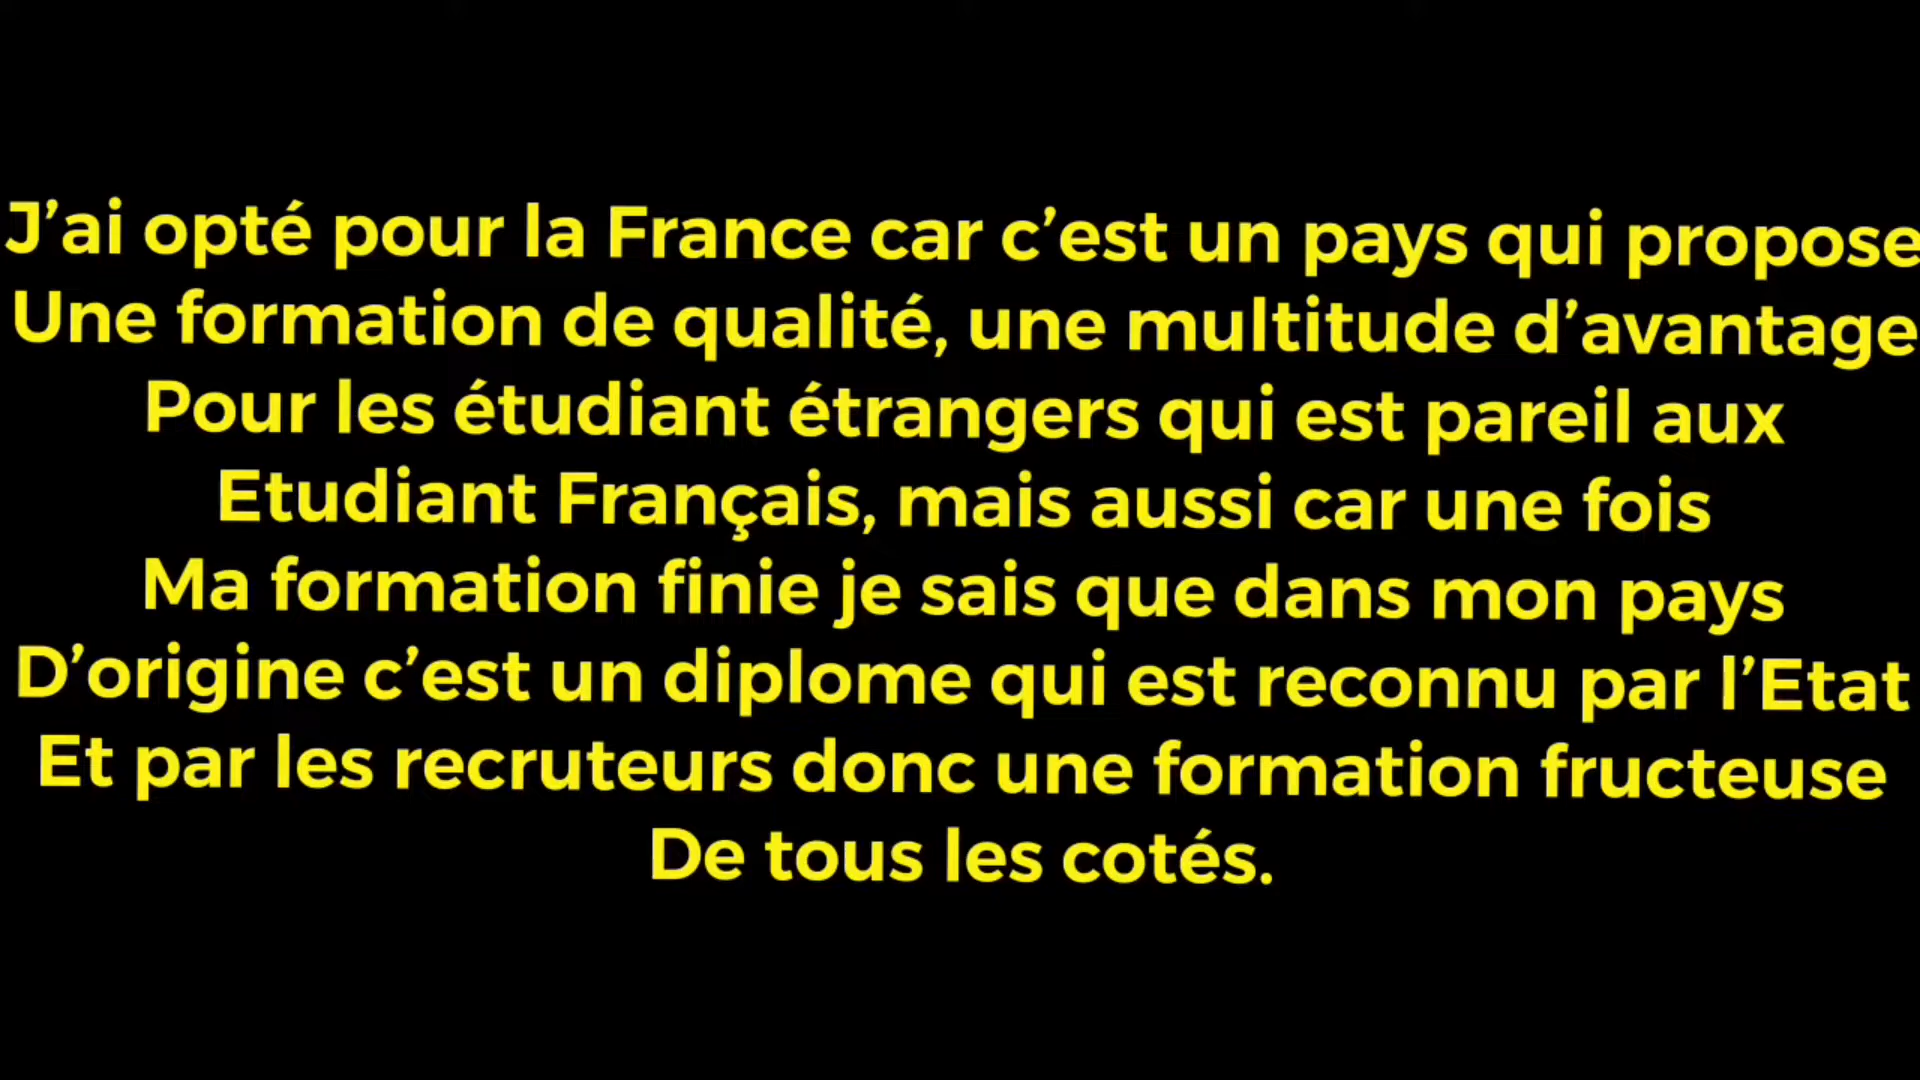 J’ai opté pour la France car c’est un pays qui propose
Une formation de qualité, une multitude d’avantage
Pour les étudiant étrangers qui est pareil aux
Etudiant Français, mais aussi car une fois
Ma formation finie je sais que dans mon pays
D’origine c’est un diplome qui est reconnu par l’Etat
Et par les recruteurs donc une formation fructeuse
De tous les cotés.